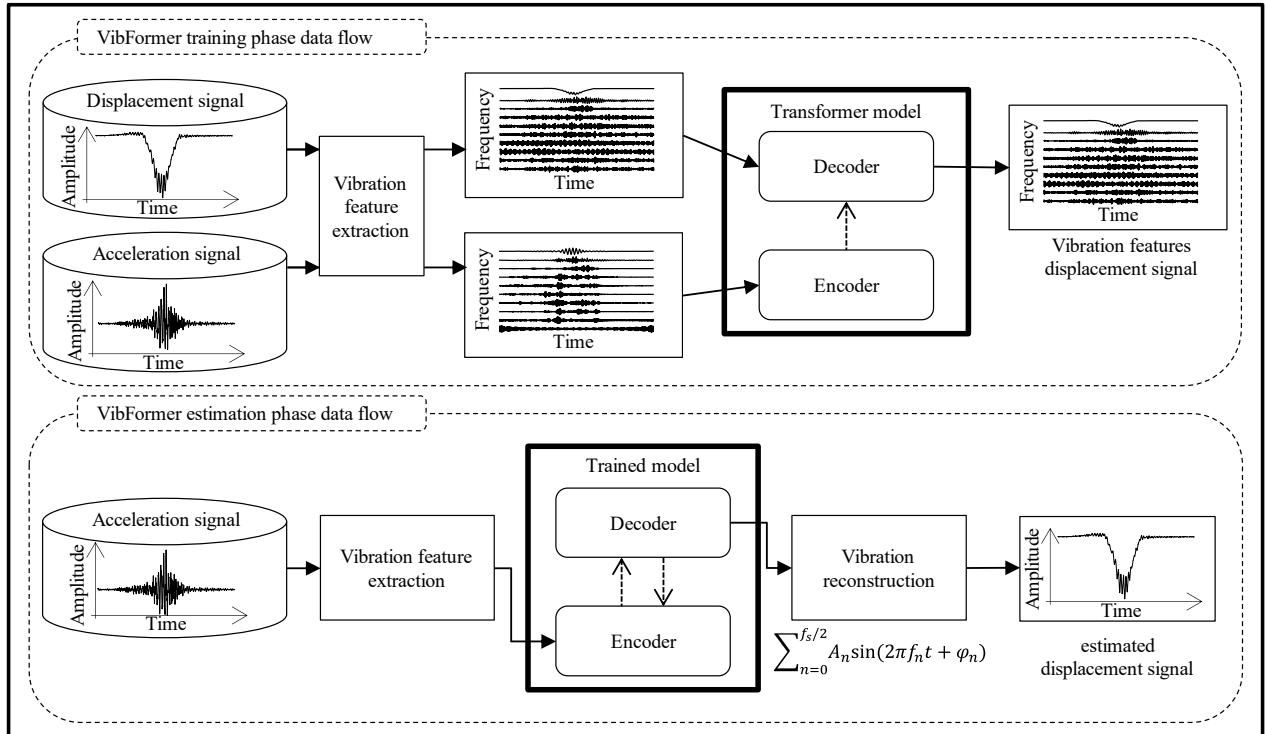 VibFormer training phase data flow
Displacement signal
Amplitude
Time
Acceleration signal
Amplitude
Time
Vibration
feature
extraction
Frequency
Time
Frequency
Time
Transformer model
Decoder
Encoder
Frequency
Time
Vibration features
displacement signal
VibFormer estimation phase data flow
Acceleration signal
Amplitude
Time
Vibration feature
extraction
Trained model
Decoder
Encoder
Vibration
reconstruction
∑_{n=0}^{f_s/2} A_n sin(2πf_n t + φ_n)
Amplitude
Time
estimated
displacement signal